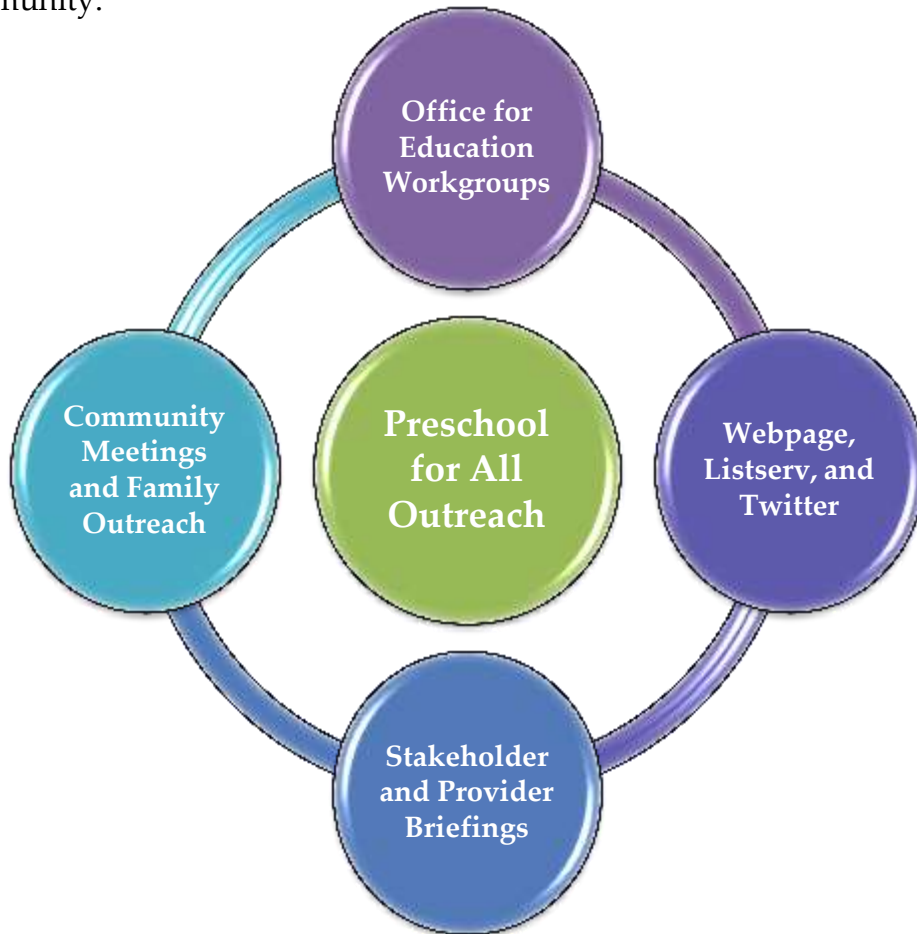 nunity.
Office for
Education
Workgroups
Community
Meetings
and Family
Outreach
Preschool
for All
Outreach
Webpage,
Listserv, and
Twitter
Stakeholder
and Provider
Briefings